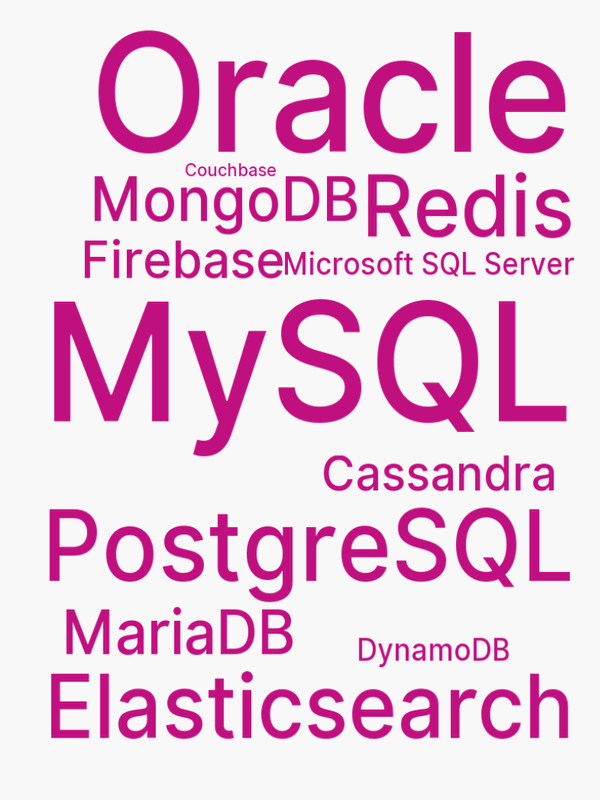 Oracle
Couchbase
MongoDB Redis
Firebase Microsoft SQL Server
MySQL
Cassandra
PostgreSQL
MariaDB
DynamoDB
Elasticsearch